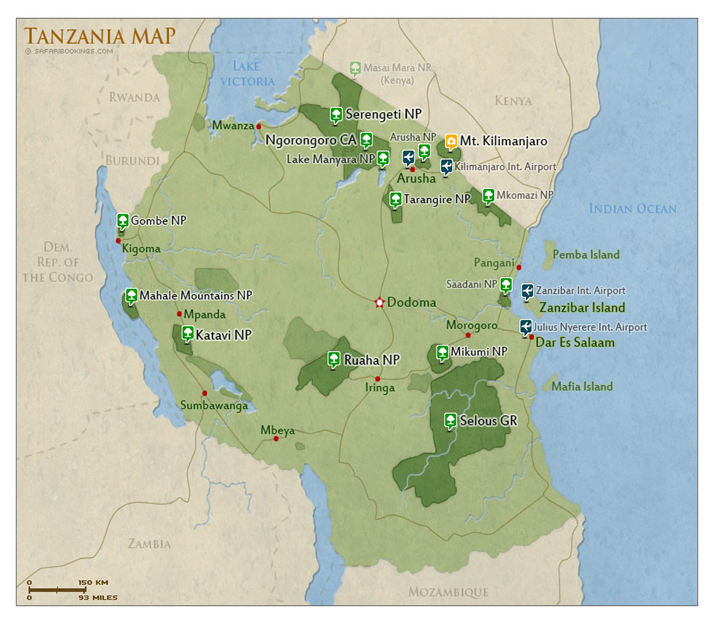 TANZANIA MAP
© SAFARIBOOKINGS.COM
LAKE
VICTORIA
Masai Mara NR
(Kenya)
RWANDA
KENYA
Serengeti NP
Mwanza
Ngorongoro CA
Arusha NP
Mt. Kilimanjaro
Lake Manyara NP
Kilimanjaro Int. Airport
BURUNDI
Arusha
Tarangire NP
Mkomazi NP
INDIAN OCEAN
Gombe NP
Kigoma
DEM.
REP. OF
THE CONGO
Pemba Island
Pangani
Saadani NP
Zanzibar Int. Airport
Mahale Mountains NP
Dodoma
Zanzibar Island
Mpanda
Morogoro
Julius Nyerere Int. Airport
Katavi NP
Dar Es Salaam
Mikumi NP
Ruaha NP
Iringa
Mafia Island
Sumbawanga
Selous GR
Mbeya
ZAMBIA
MOZAMBIQUE
0 150 KM
0 93 MILES